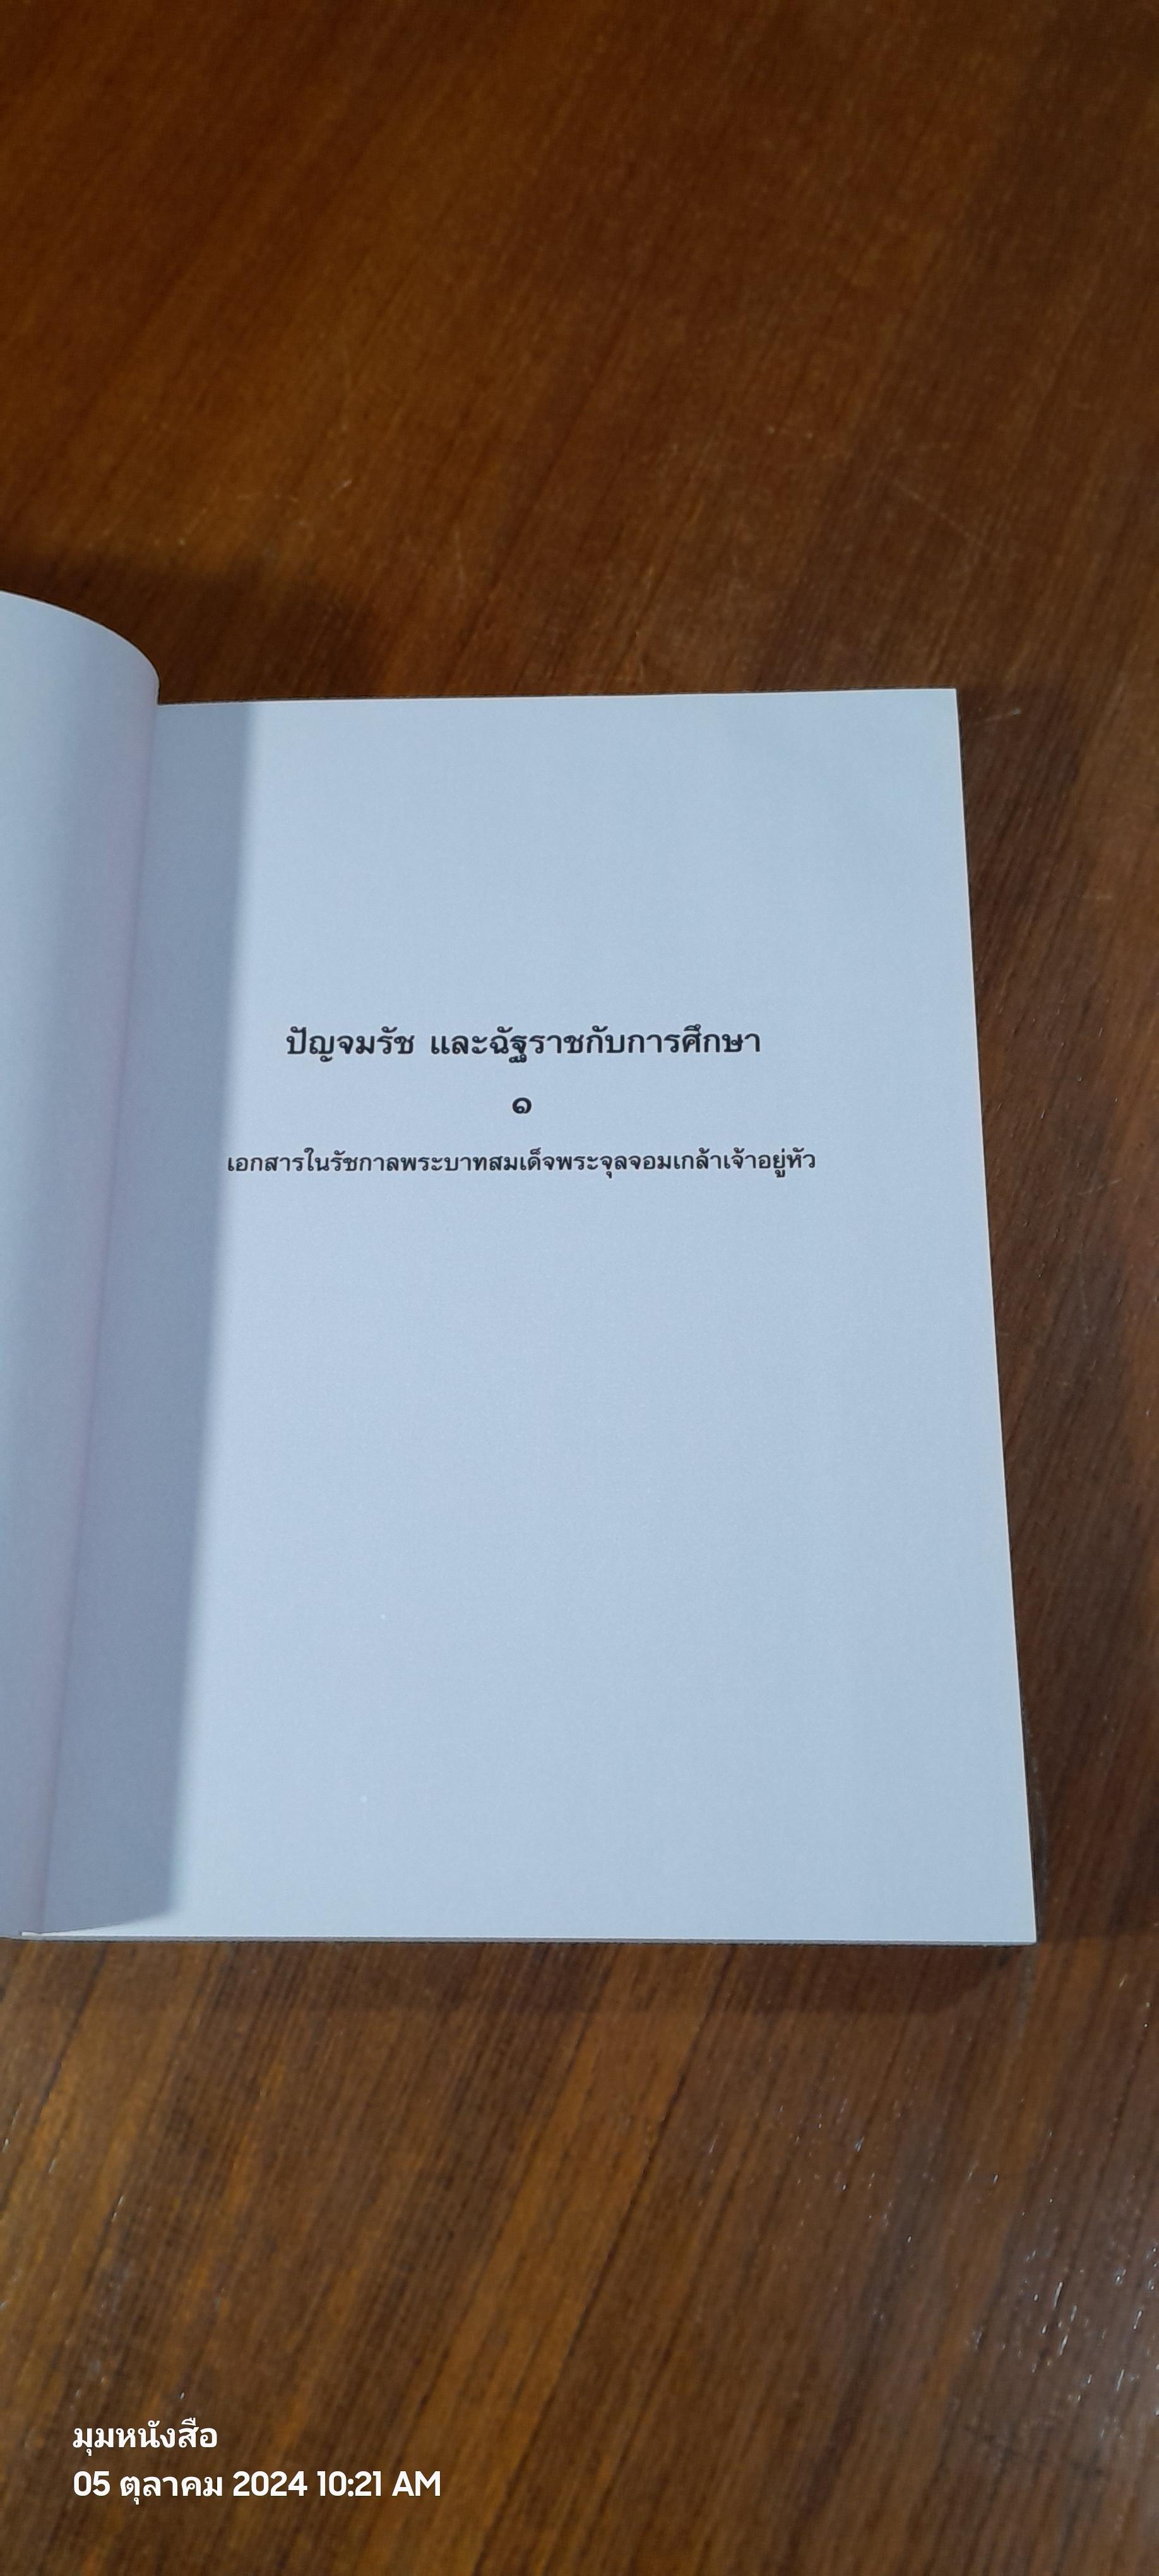 ปัญจมรัช และฉัฐราชกับการศึกษา
๑
เอกสารในรัชกาลพระบาทสมเด็จพระจุลจอมเกล้าเจ้าอยู่หัว
มุมหนังสือ
05 ตุลาคม 2024 10:21 AM